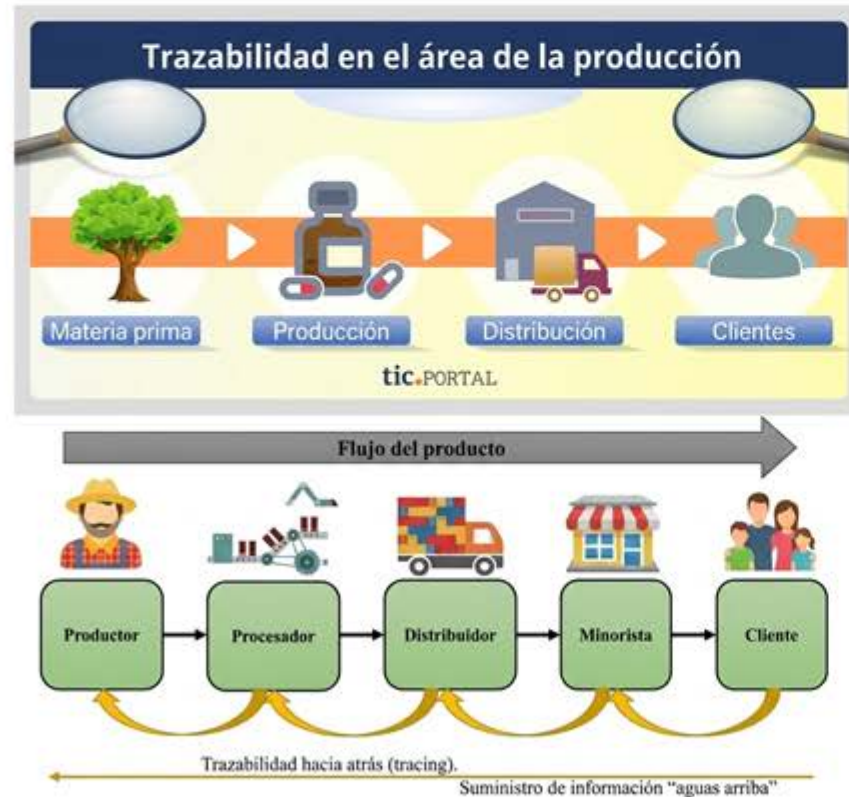 Trazabilidad en el área de la producción
Materia prima
Producción
Distribución
Clientes
tic.PORTAL
Flujo del producto
Productor
Procesador
Distribuidor
Minorista
Cliente
Trazabilidad hacia atrás (tracing).
Suministro de información “aguas arriba”